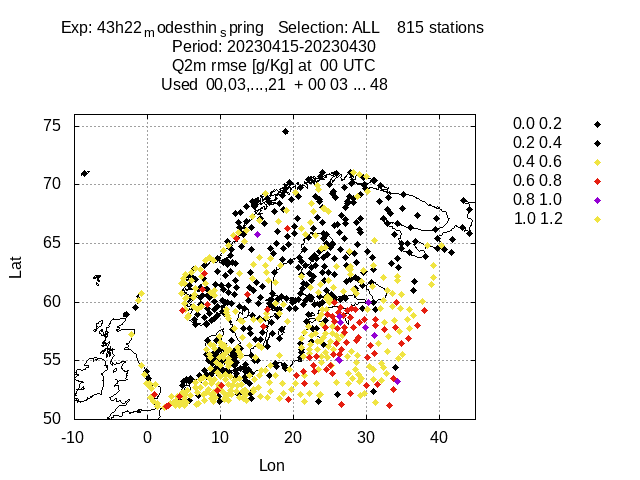 Exp: 43h22modesthinspring   Selection: ALL    815 stations
Period: 20230415-20230430
Q2m rmse [g/Kg] at  00 UTC
Used  00,03,...,21  + 00 03 ... 48
0.0 0.2
0.2 0.4
0.4 0.6
0.6 0.8
0.8 1.0
1.0 1.2
75
70
65
60
55
50
Lat
-10 0 10 20 30 40
Lon